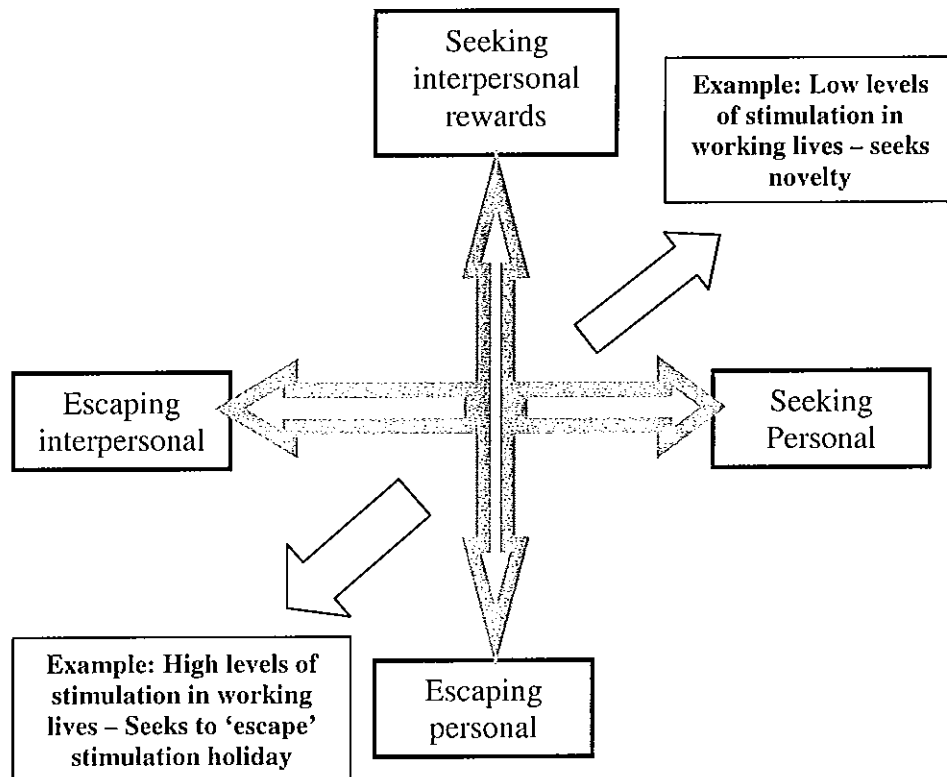 Seeking
interpersonal
rewards
Example: Low levels
of stimulation in
working lives – seeks
novelty
Escaping
interpersonal
Seeking
Personal
Example: High levels of
stimulation in working
lives – Seeks to ‘escape’
stimulation holiday
Escaping
personal